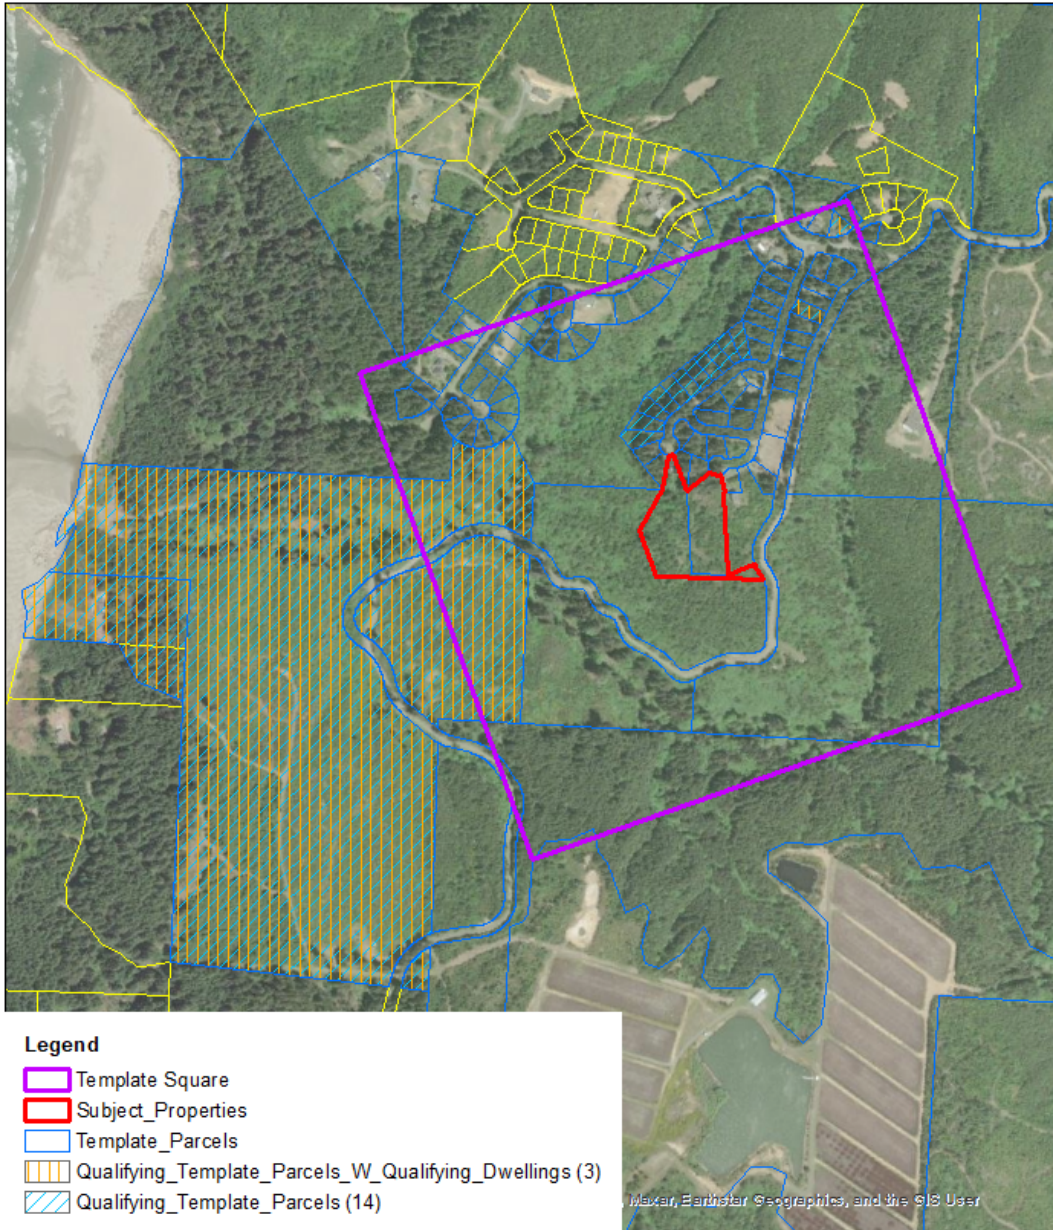 Legend
Template Square
Subject_Properties
Template_Parcels
Qualifying_Template_Parcels_W_Qualifying_Dwellings (3)
Qualifying_Template_Parcels (14)
, Maxar, Earthstar Geographics, and the GIS User